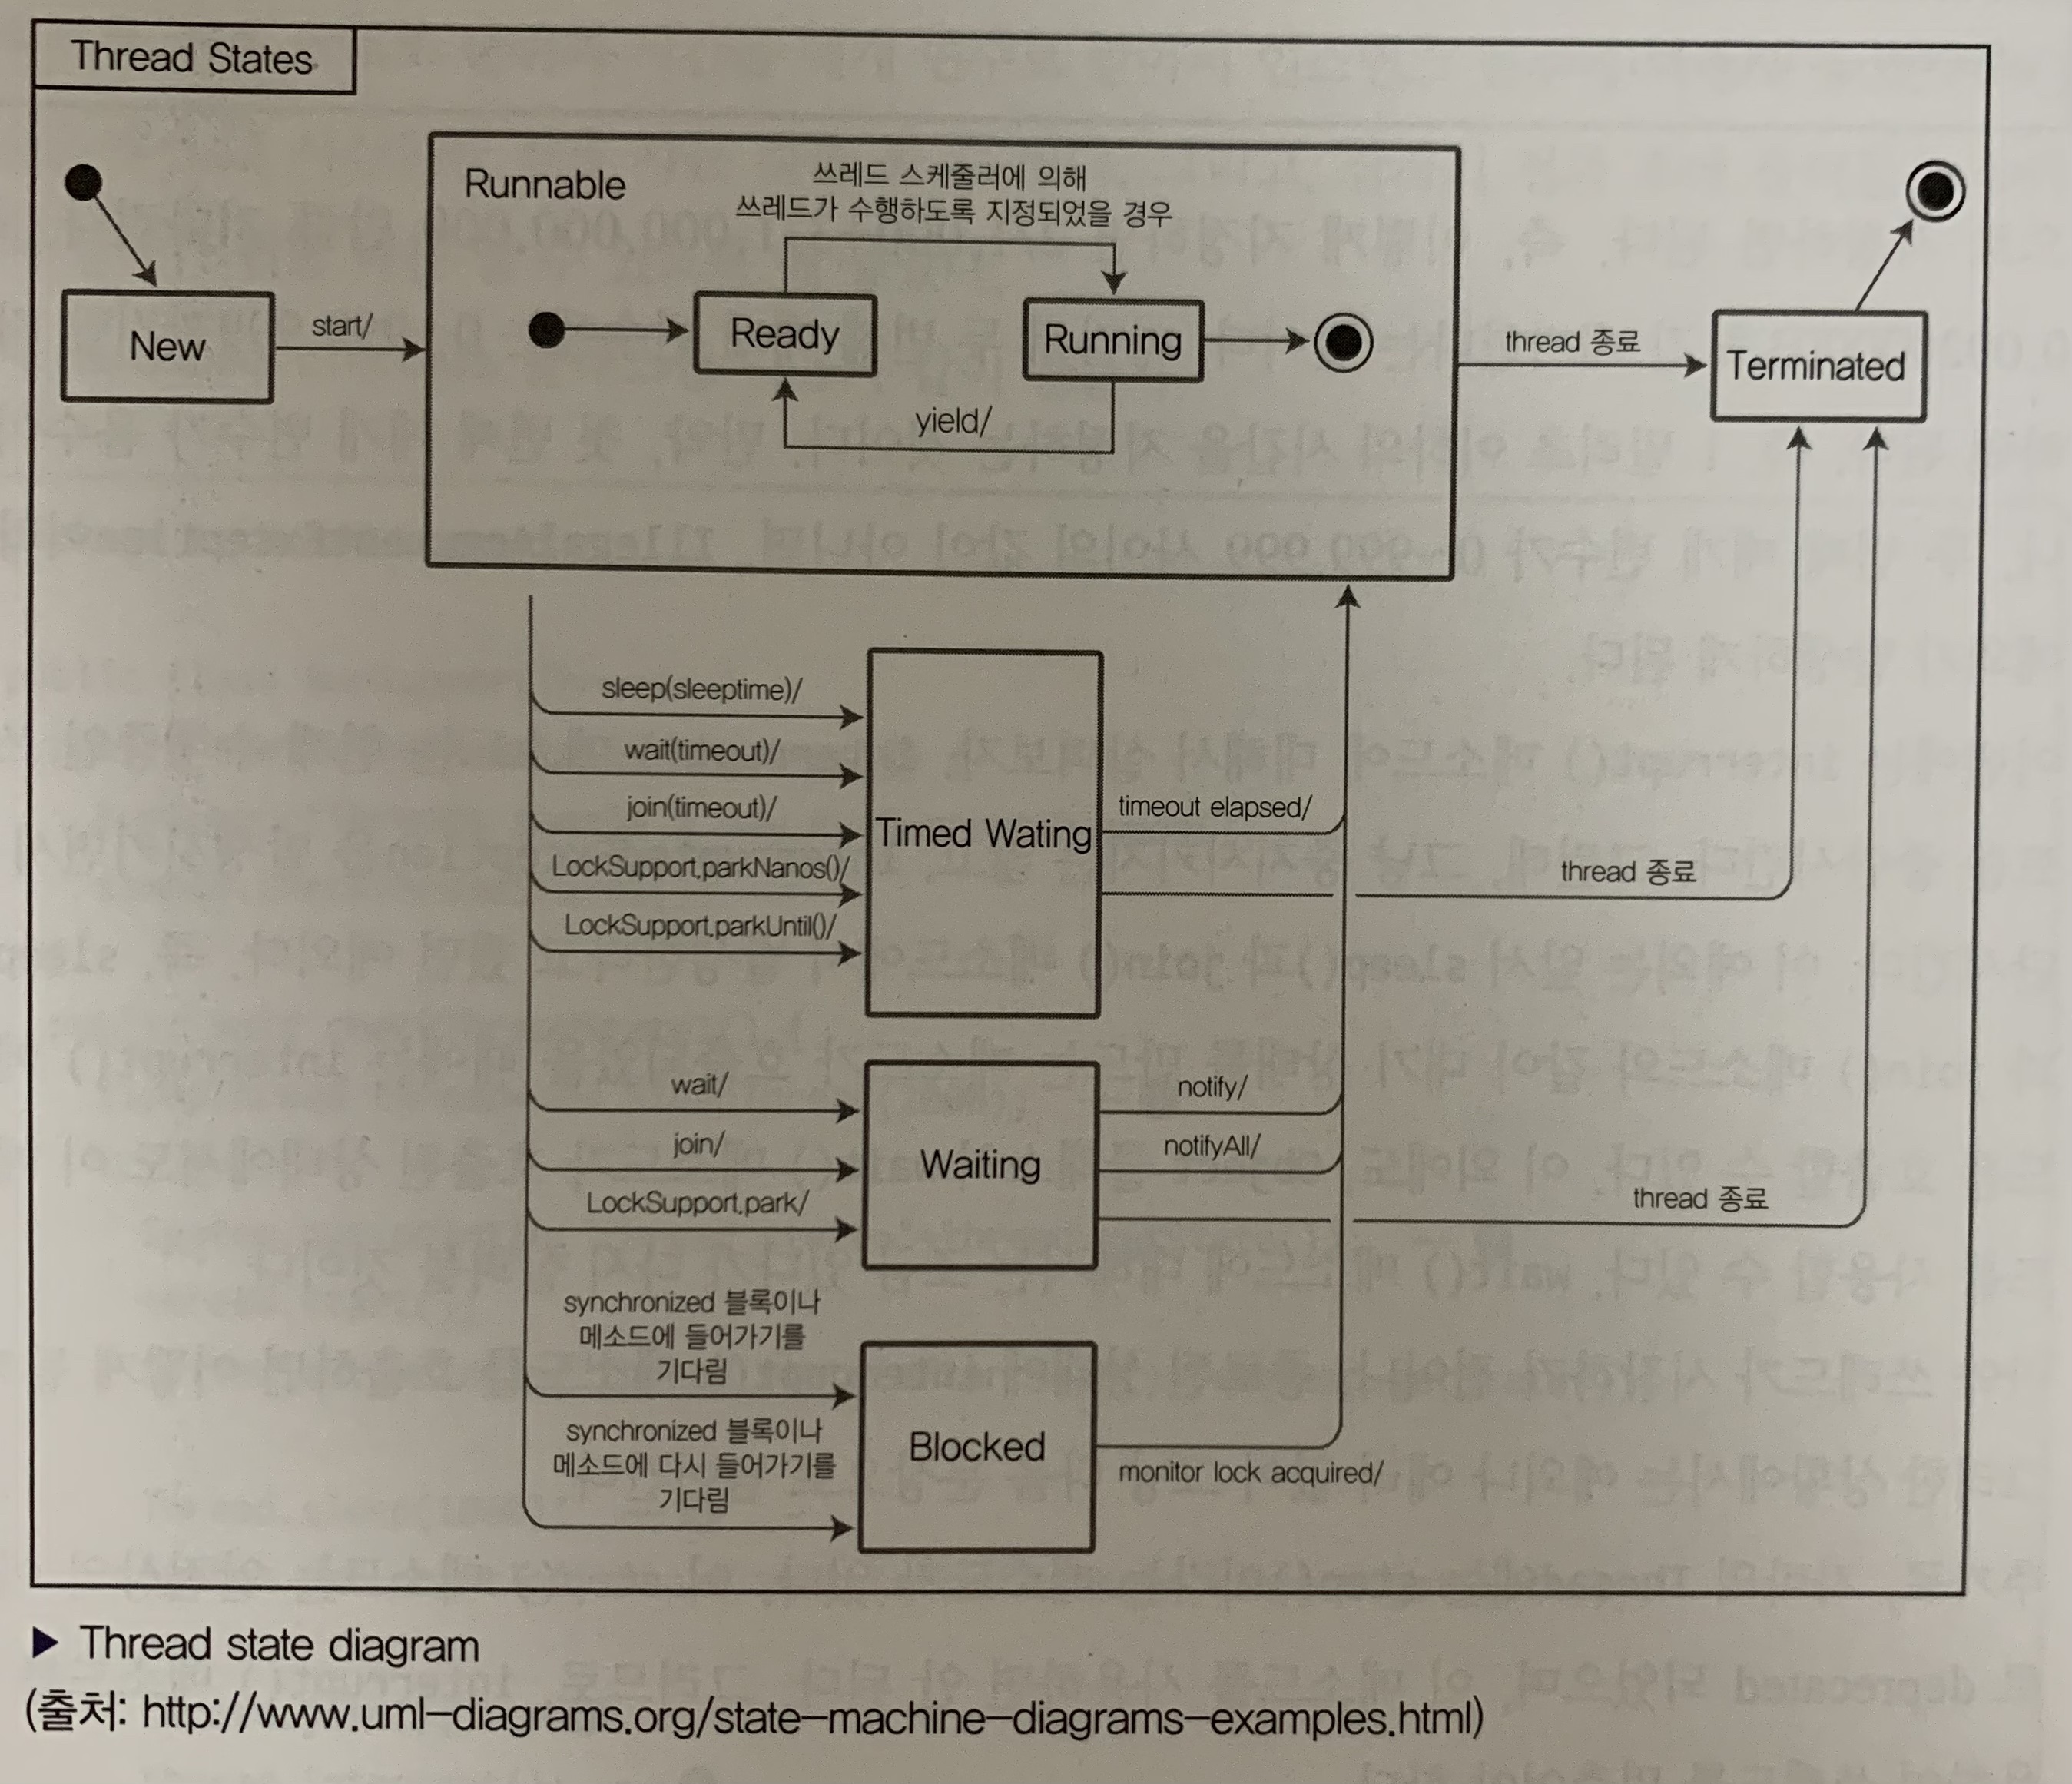 Thread States
Runnable
쓰레드 스케줄러에 의해
쓰레드가 수행하도록 지정되었을 경우
New
start/
Ready
Running
yield/
thread 종료
Terminated
sleep(sleeptime)/
wait(timeout)/
join(timeout)/
LockSupport.parkNanos()/
LockSupport.parkUntil()/
Timed Wating
timeout elapsed/
thread 종료
wait/
join/
LockSupport.park/
Waiting
notify/
notifyAll/
thread 종료
synchronized 블록이나
메소드에 들어가기를
기다림
synchronized 블록이나
메소드에 다시 들어가기를
기다림
Blocked
monitor lock acquired/
▶ Thread state diagram
(출처: http://www.uml-diagrams.org/state-machine-diagrams-examples.html)